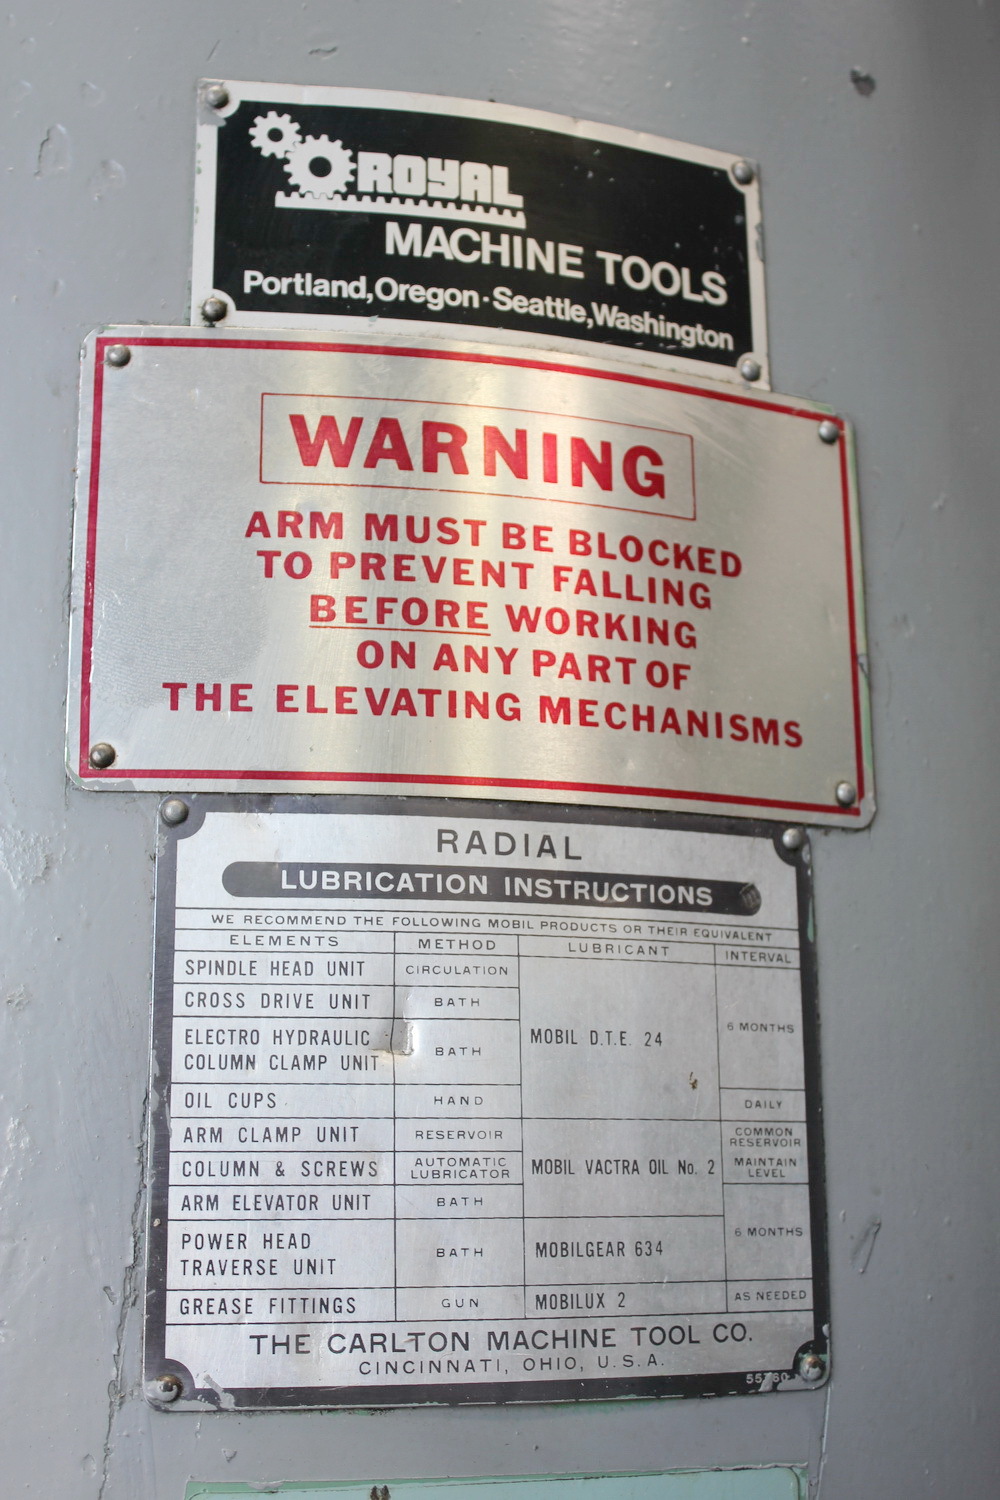 ROYAL
MACHINE TOOLS
Portland, Oregon · Seattle, Washington
WARNING
ARM MUST BE BLOCKED
TO PREVENT FALLING
BEFORE WORKING
ON ANY PART OF
THE ELEVATING MECHANISMS
RADIAL
LUBRICATION INSTRUCTIONS
WE RECOMMEND THE FOLLOWING MOBIL PRODUCTS OR THEIR EQUIVALENT
ELEMENTS METHOD LUBRICANT INTERVAL
SPINDLE HEAD UNIT CIRCULATION
CROSS DRIVE UNIT BATH
ELECTRO HYDRAULIC
COLUMN CLAMP UNIT BATH MOBIL D.T.E. 24 6 MONTHS
OIL CUPS HAND DAILY
ARM CLAMP UNIT RESERVOIR COMMON
RESERVOIR
COLUMN & SCREWS AUTOMATIC
LUBRICATOR MOBIL VACTRA OIL No. 2 MAINTAIN
LEVEL
ARM ELEVATOR UNIT BATH
POWER HEAD
TRAVERSE UNIT BATH MOBILGEAR 634 6 MONTHS
GREASE FITTINGS GUN MOBILUX 2 AS NEEDED
THE CARLTON MACHINE TOOL CO.
CINCINNATI, OHIO, U.S.A.